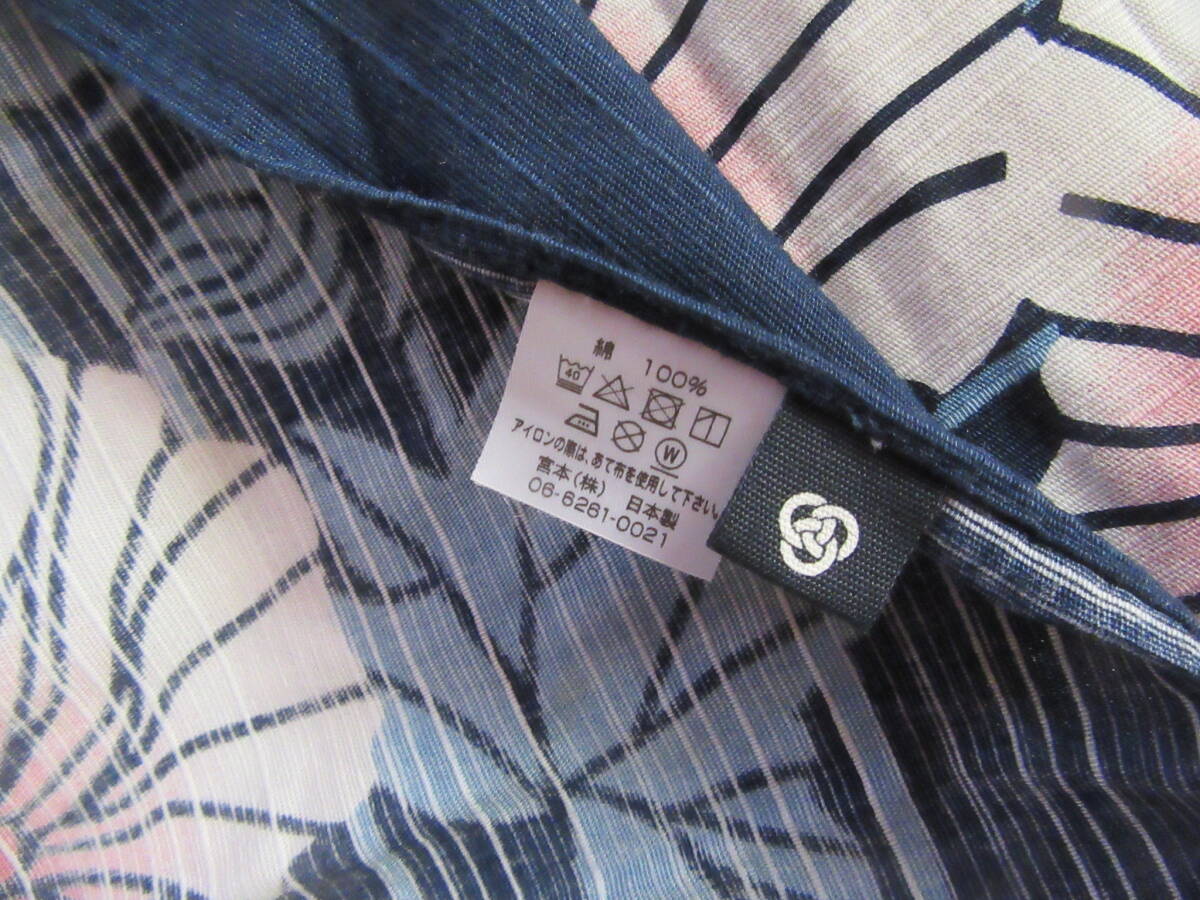 綿 100%
40
W
アイロンの際は、あて布を使用して下さい。
宮本(株) 日本製
06-6261-0021